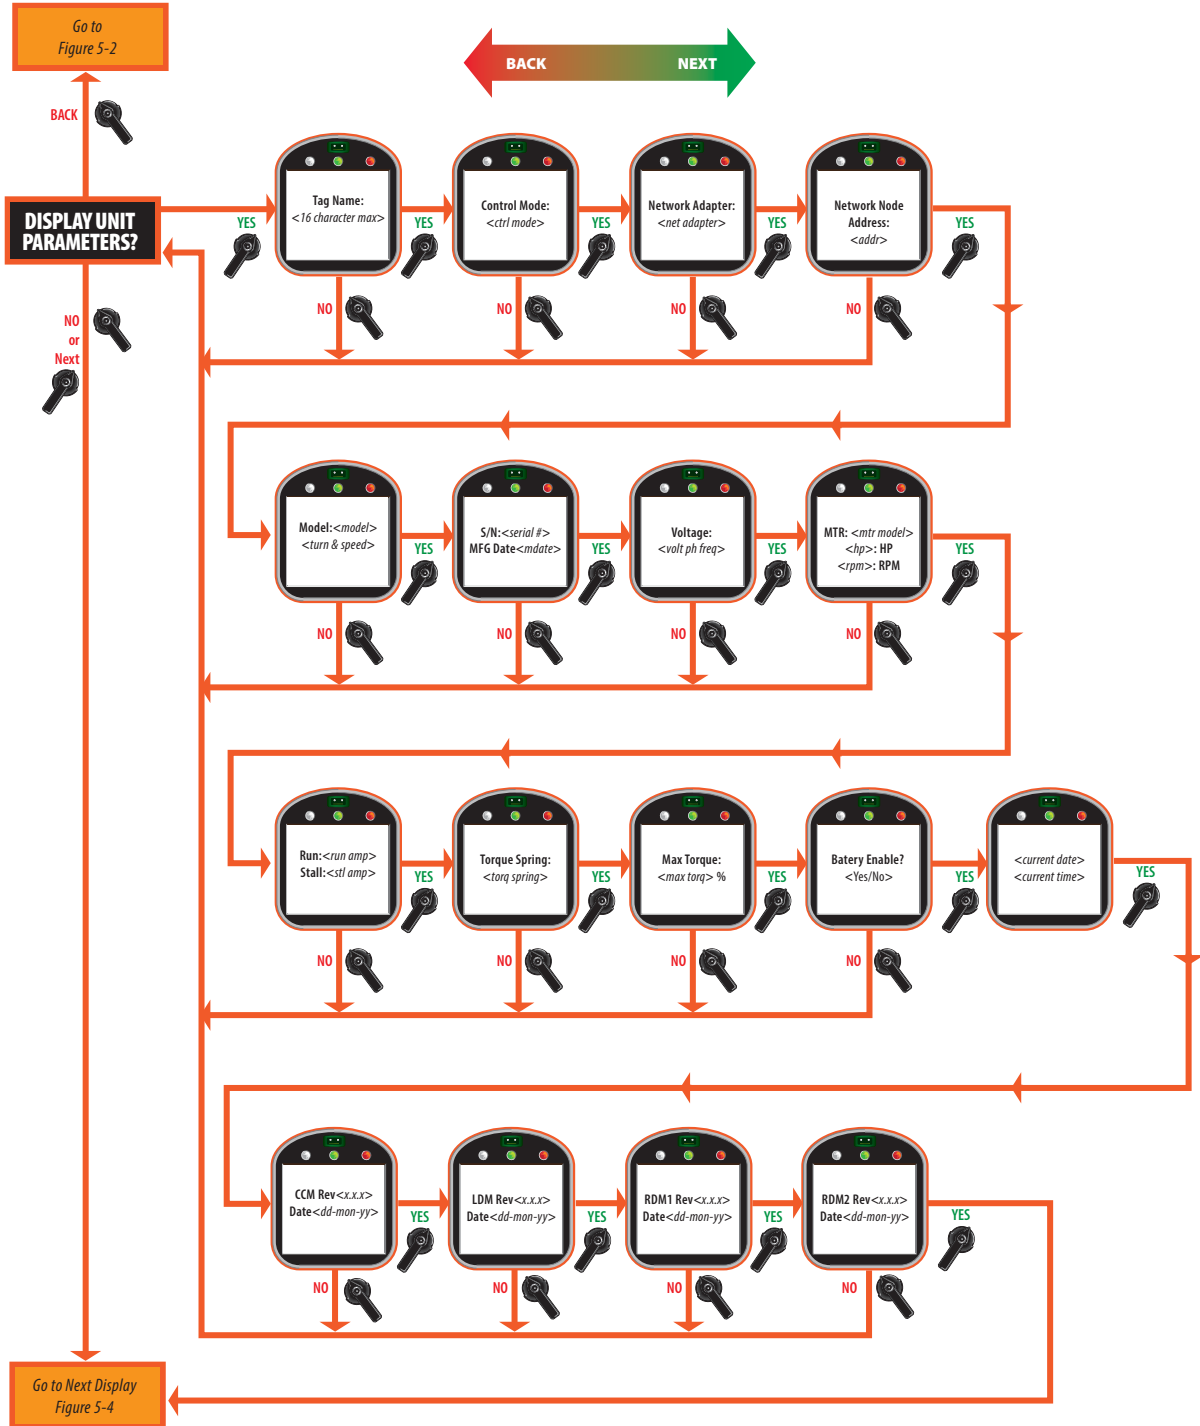 Go to
Figure 5-2
BACK NEXT
BACK
DISPLAY UNIT
PARAMETERS?
YES
Tag Name:
<16 character max>
YES
Control Mode:
<ctrl mode>
YES
Network Adapter:
<net adapter>
YES
Network Node
Address:
<addr>
YES
NO
NO
NO
NO
NO
or
Next
Model:<model>
<turn & speed>
YES
S/N:<serial #>
MFG Date<mdate>
YES
Voltage:
<volt ph freq>
YES
MTR: <mtr model>
<hp>: HP
<rpm>: RPM
YES
NO
NO
NO
NO
Run:<run amp>
Stall:<stl amp>
YES
Torque Spring:
<torq spring>
YES
Max Torque:
<max torq> %
YES
Batery Enable?
<Yes/No>
YES
<current date>
<current time>
YES
NO
NO
NO
NO
CCM Rev<x.x.x>
Date<dd-mon-yy>
YES
LDM Rev<x.x.x>
Date<dd-mon-yy>
YES
RDM1 Rev<x.x.x>
Date<dd-mon-yy>
YES
RDM2 Rev<x.x.x>
Date<dd-mon-yy>
YES
NO
NO
NO
NO
Go to Next Display
Figure 5-4